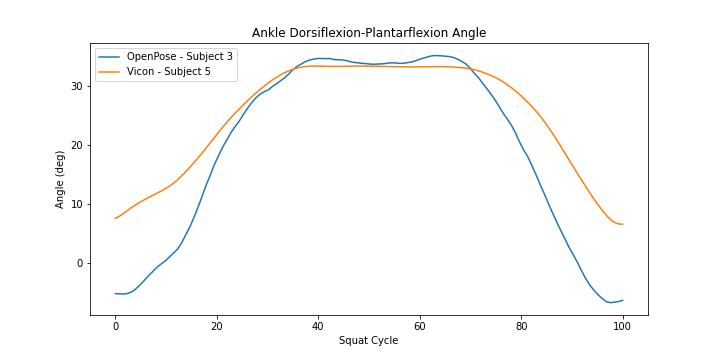 Ankle Dorsiflexion-Plantarflexion Angle
OpenPose - Subject 3
Vicon - Subject 5
Angle (deg)
30
20
10
0
0 20 40 60 80 100
Squat Cycle